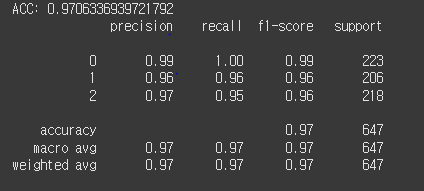 ACC: 0.9706336939721792
precision recall f1-score support
0 0.99 1.00 0.99 223
1 0.96 0.96 0.96 206
2 0.97 0.95 0.96 218
accuracy 0.97 647
macro avg 0.97 0.97 0.97 647
weighted avg 0.97 0.97 0.97 647